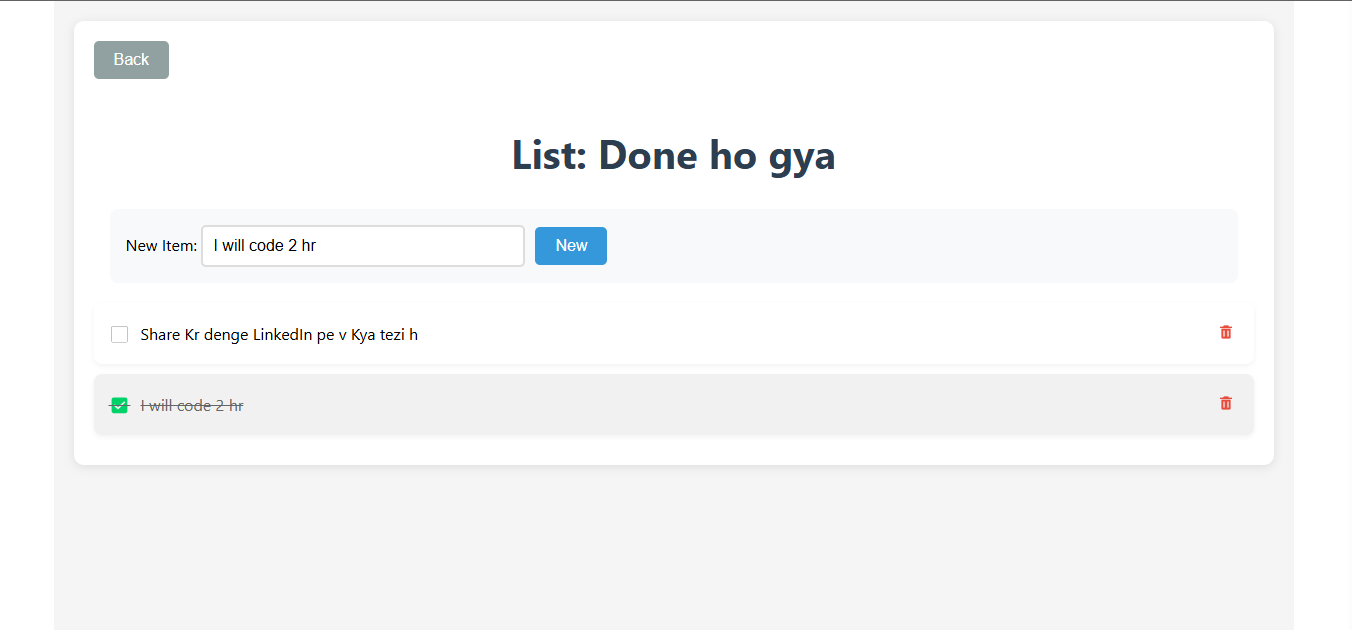 Back
List: Done ho gya
New Item: I will code 2 hr New
Share Kr denge LinkedIn pe v Kya tezi h
I will code 2 hr